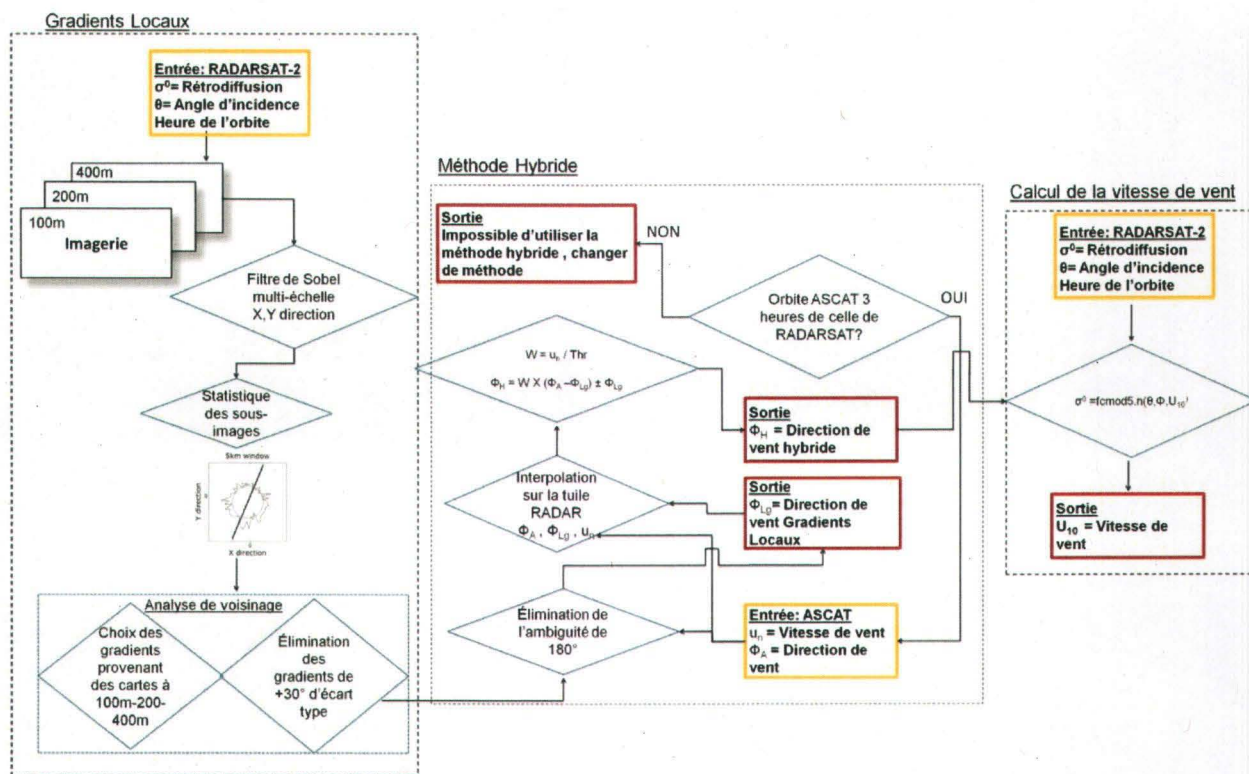 Gradients Locaux
Entrée: RADARSAT-2
σ⁰= Rétrodiffusion
θ= Angle d'incidence
Heure de l'orbite
400m
200m
100m
Imagerie
Filtre de Sobel
multi-échelle
X,Y direction
Statistique
des sous-
images
5km window
Y direction
X direction
Analyse de voisinage
Choix des
gradients
provenant
des cartes à
100m-200-
400m
Élimination
des
gradients de
+30° d'écart
type
Méthode Hybride
Sortie
Impossible d'utiliser la
méthode hybride , changer
de méthode
NON
Orbite ASCAT 3
heures de celle de
RADARSAT?
OUI
W = uₙ / Thr
Φ_H = W X (Φ_A –Φ_Lg) ± Φ_Lg
Sortie
Φ_H = Direction de
vent hybride
Interpolation
sur la tuile
RADAR
Φ_A , Φ_Lg , uₙ
Sortie
Φ_Lg= Direction de
vent Gradients
Locaux
Élimination de
l'ambiguité de
180°
Entrée: ASCAT
uₙ = Vitesse de vent
Φ_A = Direction de
vent
Calcul de la vitesse de vent
Entrée: RADARSAT-2
σ⁰= Rétrodiffusion
θ= Angle d'incidence
Heure de l'orbite
σ⁰ =fcmod5.n(θ,Φ,U₁₀)
Sortie
U₁₀ = Vitesse de
vent